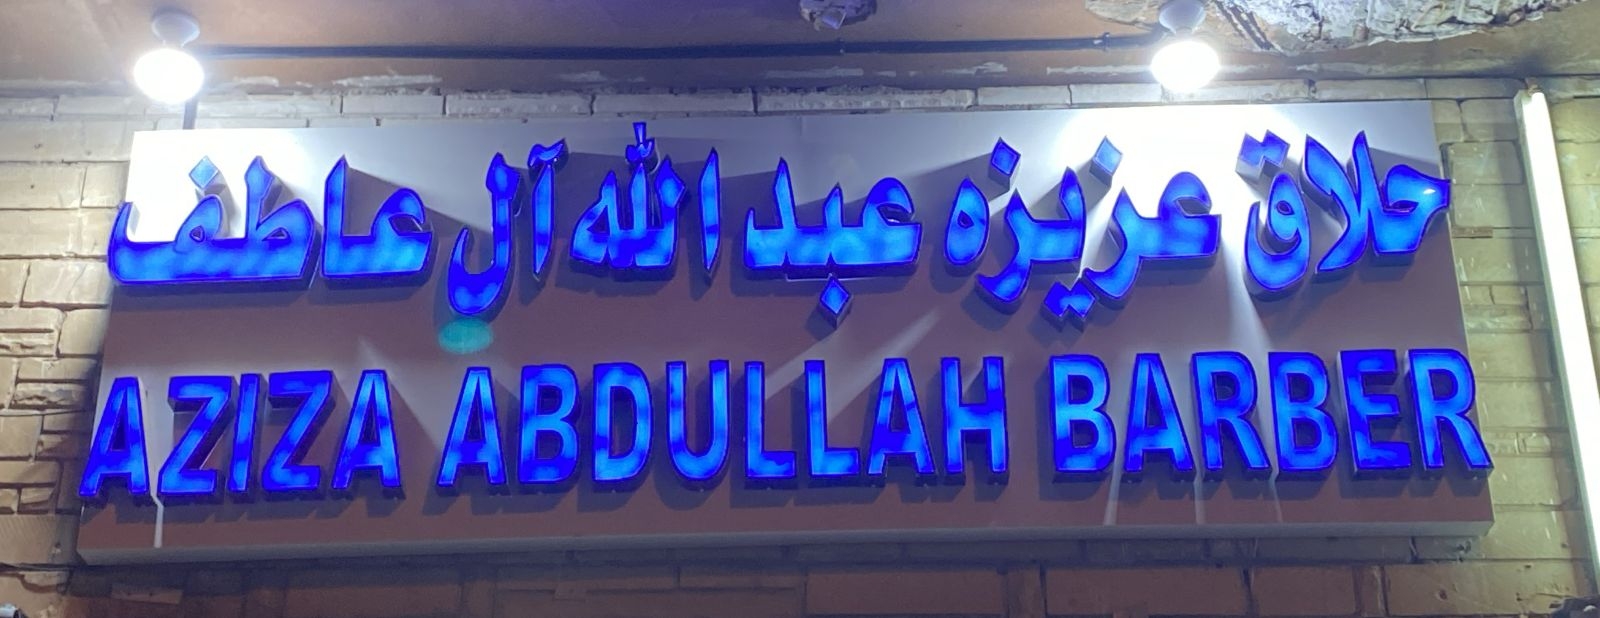 حلاق عزيزه عبد الله آل عاطف
AZIZA ABDULLAH BARBER